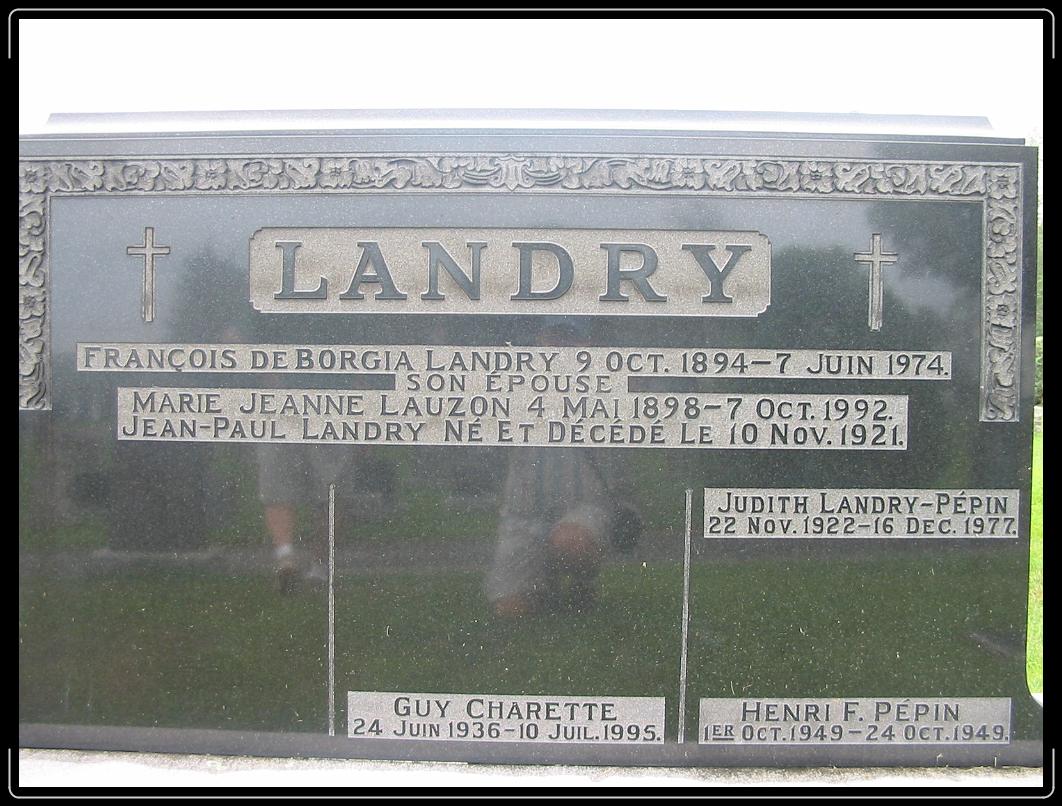 LANDRY
FRANÇOIS DE BORGIA LANDRY 9 OCT. 1894-7 JUIN 1974.
SON ÉPOUSE
MARIE JEANNE LAUZON 4 MAI 1898-7 OCT. 1992.
JEAN-PAUL LANDRY NÉ ET DÉCÉDÉ LE 10 NOV. 1921.
JUDITH LANDRY-PÉPIN
22 NOV. 1922-16 DEC. 1977.
GUY CHARETTE
24 JUIN 1936-10 JUIL. 1995.
HENRI F. PÉPIN
1ER OCT. 1949-24 OCT. 1949.